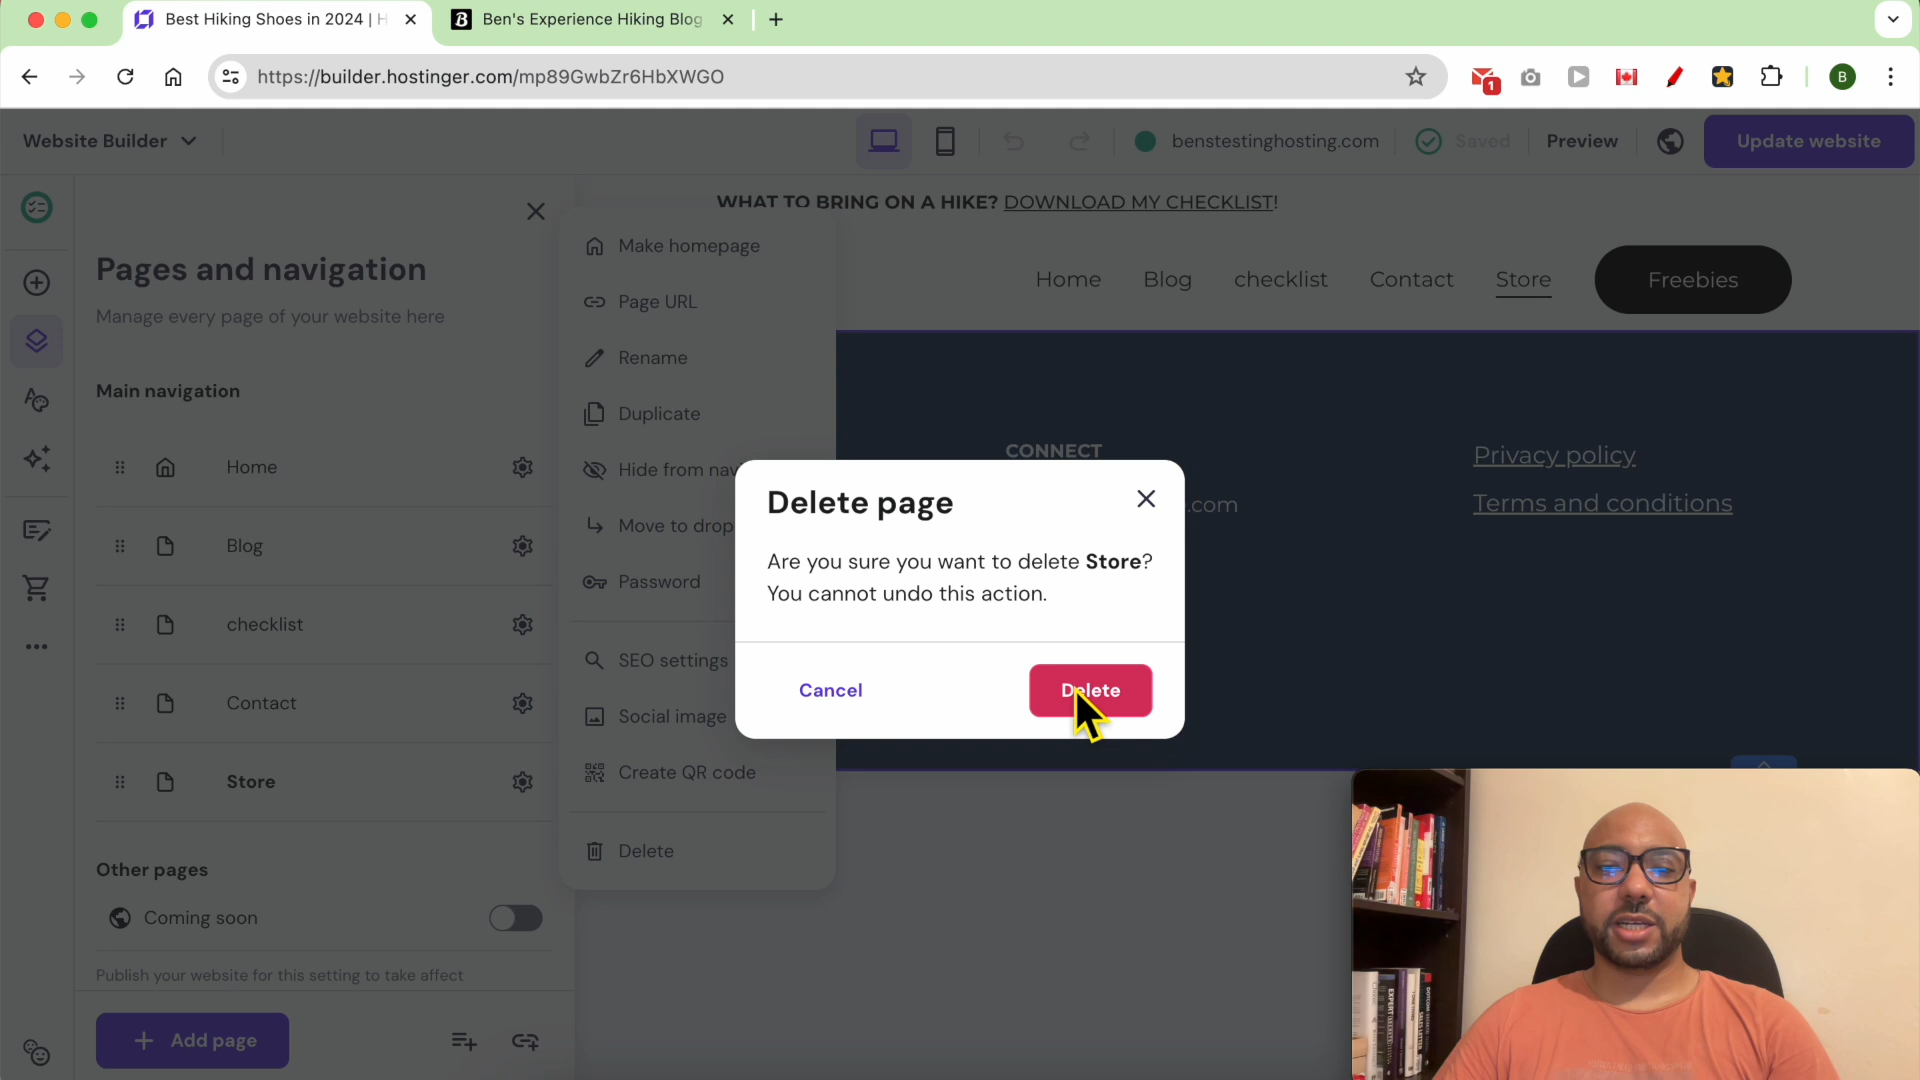 Best Hiking Shoes in 2024 | H
B Ben's Experience Hiking Blog
https://builder.hostinger.com/mp89GwbZr6HbXWGO
1
B
Website Builder
benstestinghosting.com
Saved
Preview
Update website
WHAT TO BRING ON A HIKE? DOWNLOAD MY CHECKLIST!
Pages and navigation
Manage every page of your website here
Main navigation
Home
Blog
checklist
Contact
Store
Other pages
Coming soon
Publish your website for this setting to take affect
Add page
Make homepage
Page URL
Rename
Duplicate
Hide from nav
Move to drop
Password
SEO settings
Social image
Create QR code
Delete
Home
Blog
checklist
Contact
Store
Freebies
CONNECT
.com
Privacy policy
Terms and conditions
Delete page
Are you sure you want to delete Store?
You cannot undo this action.
Cancel
Delete